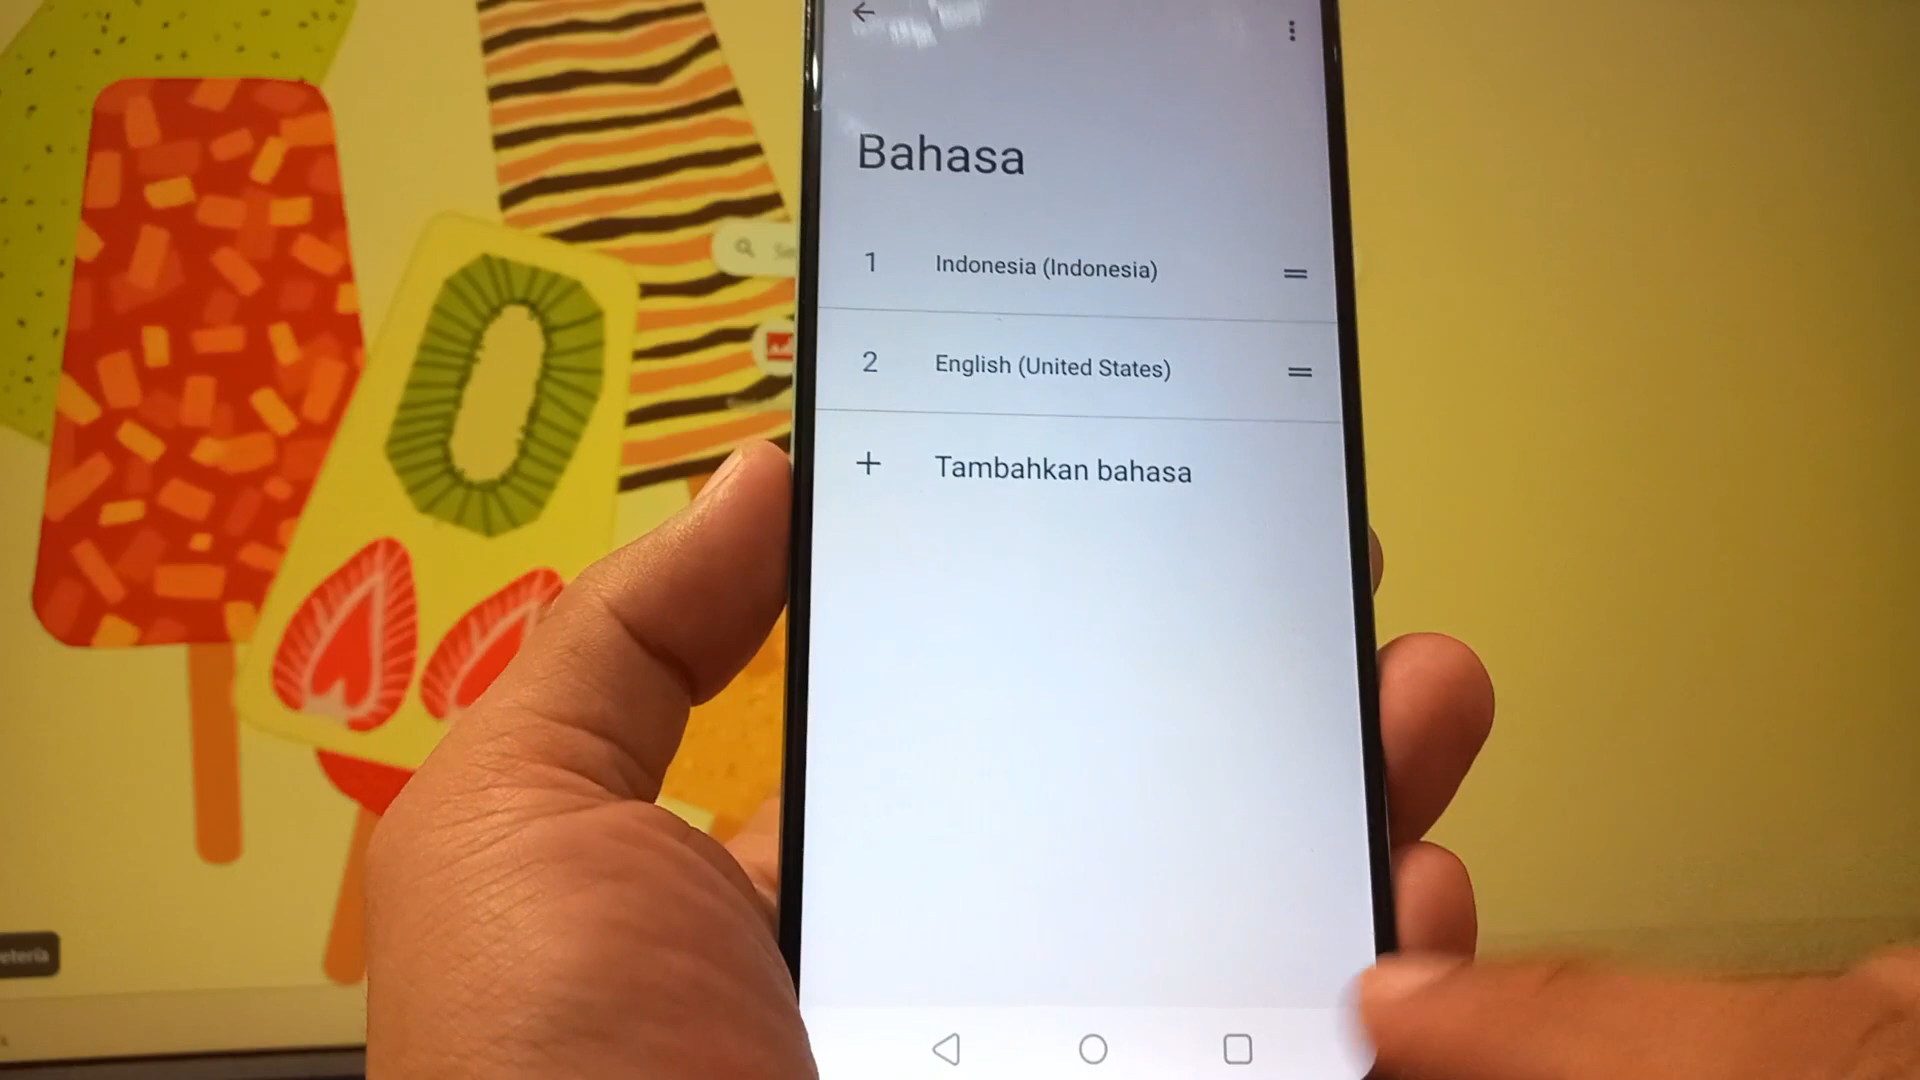 Bahasa
1 Indonesia (Indonesia)
2 English (United States)
+ Tambahkan bahasa